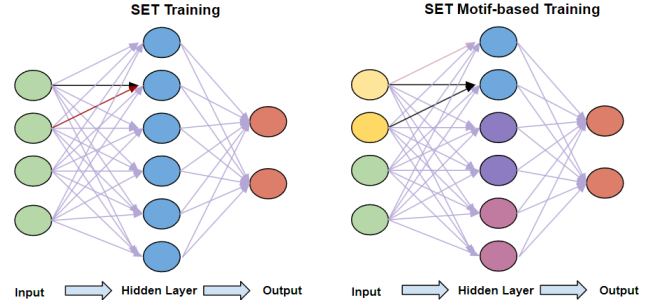 SET Training
SET Motif-based Training
Input Hidden Layer Output
Input Hidden Layer Output